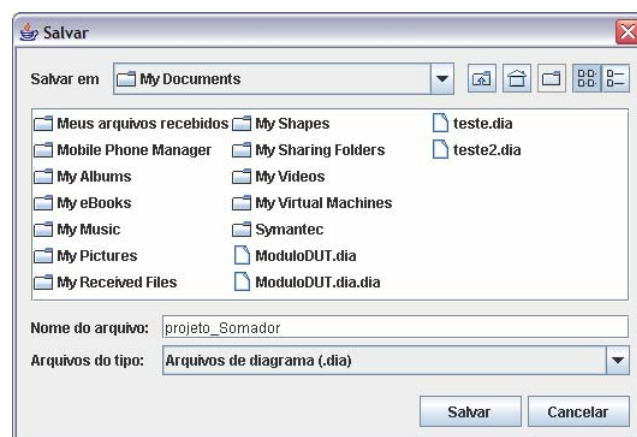 Salvar
Salvar em My Documents
Meus arquivos recebidos My Shapes teste.dia
Mobile Phone Manager My Sharing Folders teste2.dia
My Albums My Videos
My eBooks My Virtual Machines
My Music Symantec
My Pictures ModuloDUT.dia
My Received Files ModuloDUT.dia.dia
Nome do arquivo: projeto_Somador
Arquivos do tipo: Arquivos de diagrama (.dia)
Salvar Cancelar